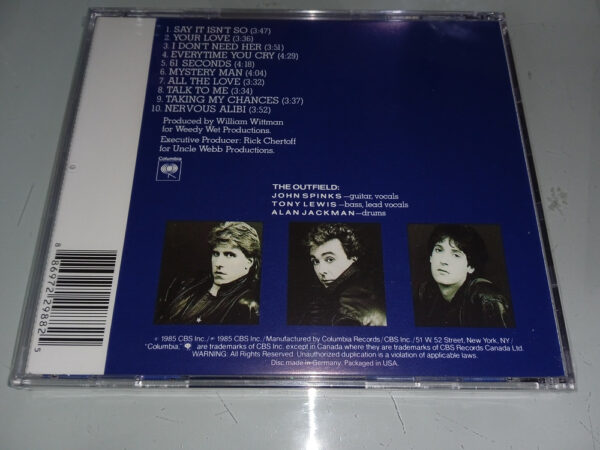 1. SAY IT ISN'T SO (3:47)
2. YOUR LOVE (3:36)
3. I DON'T NEED HER (3:51)
4. EVERYTIME YOU CRY (4:29)
5. 61 SECONDS (4:18)
6. MYSTERY MAN (4:04)
7. ALL THE LOVE (3:32)
8. TALK TO ME (3:34)
9. TAKING MY CHANCES (3:37)
10. NERVOUS ALIBI (3:52)
Produced by William Wittman
for Weedy Wet Productions.
Executive Producer: Rick Chertoff
for Uncle Webb Productions.
Columbia
THE OUTFIELD:
JOHN SPINKS—guitar, vocals
TONY LEWIS—bass, lead vocals
ALAN JACKMAN—drums
8 86972 29882 5
© 1985 CBS Inc./℗ 1985 CBS Inc./Manufactured by Columbia Records/CBS Inc./51 W. 52 Street, New York, NY/
"Columbia," are trademarks of CBS Inc. except in Canada where they are trademarks of CBS Records Canada Ltd.
WARNING: All Rights Reserved. Unauthorized duplication is a violation of applicable laws.
Disc made in Germany. Packaged in USA.